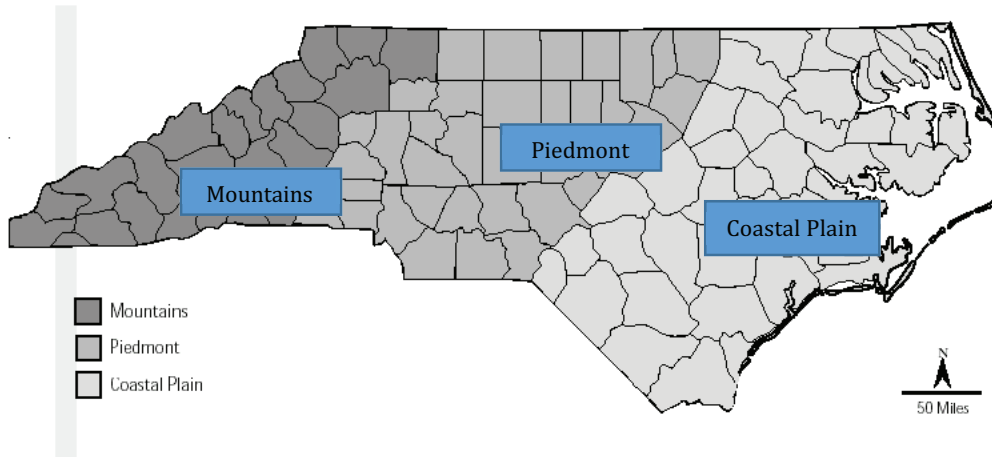 Piedmont
Mountains
Coastal Plain
Mountains
Piedmont
Coastal Plain
N
50 Miles